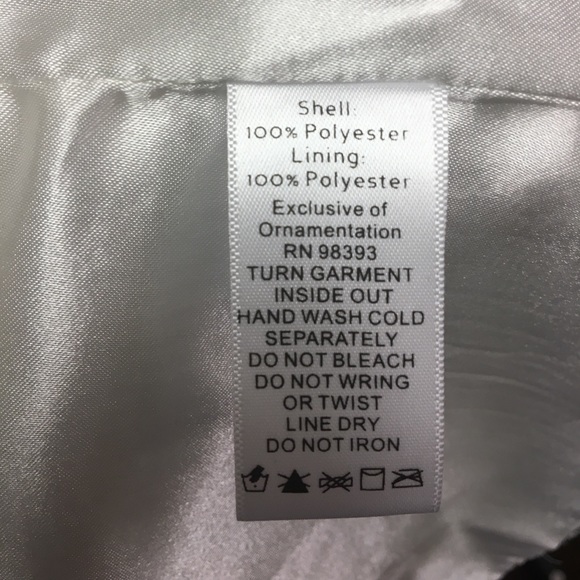 Shell:
100% Polyester
Lining:
100% Polyester
Exclusive of
Ornamentation
RN 98393
TURN GARMENT
INSIDE OUT
HAND WASH COLD
SEPARATELY
DO NOT BLEACH
DO NOT WRING
OR TWIST
LINE DRY
DO NOT IRON